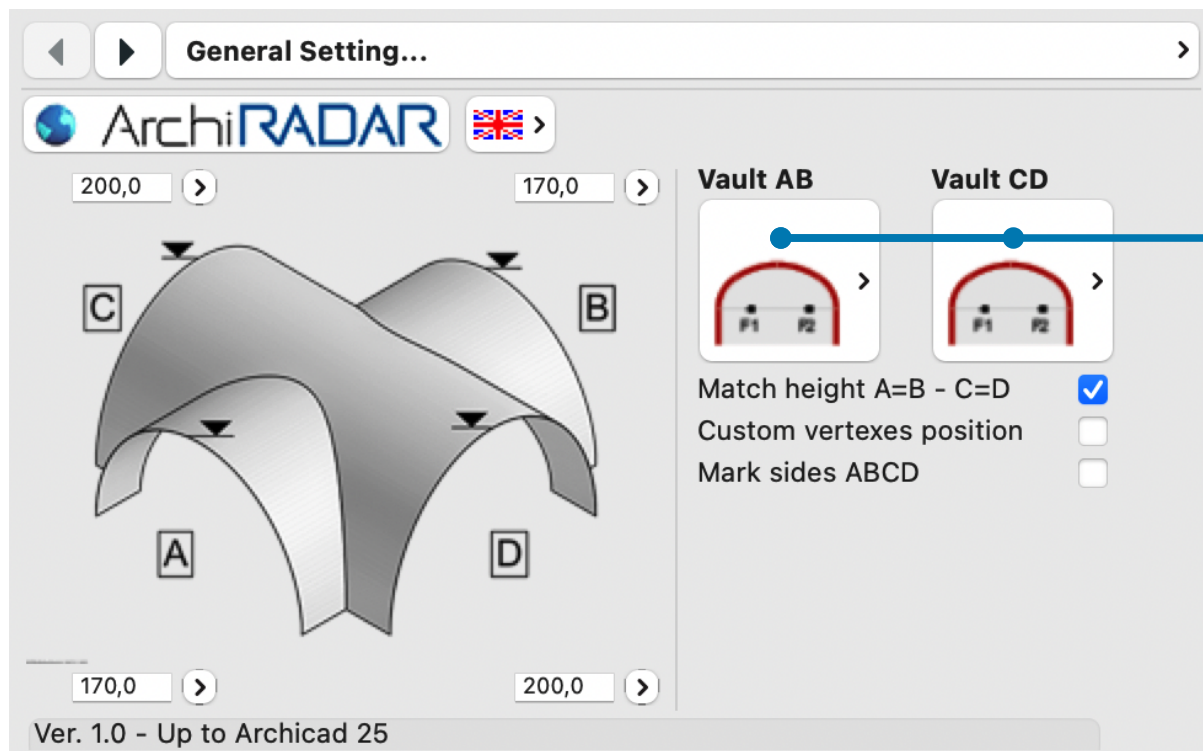 General Setting...
ArchiRADAR
200,0
170,0
Vault AB
Vault CD
C
B
F1 F2
F1 F2
Match height A=B - C=D
Custom vertexes position
Mark sides ABCD
A
D
170,0
200,0
Ver. 1.0 - Up to Archicad 25